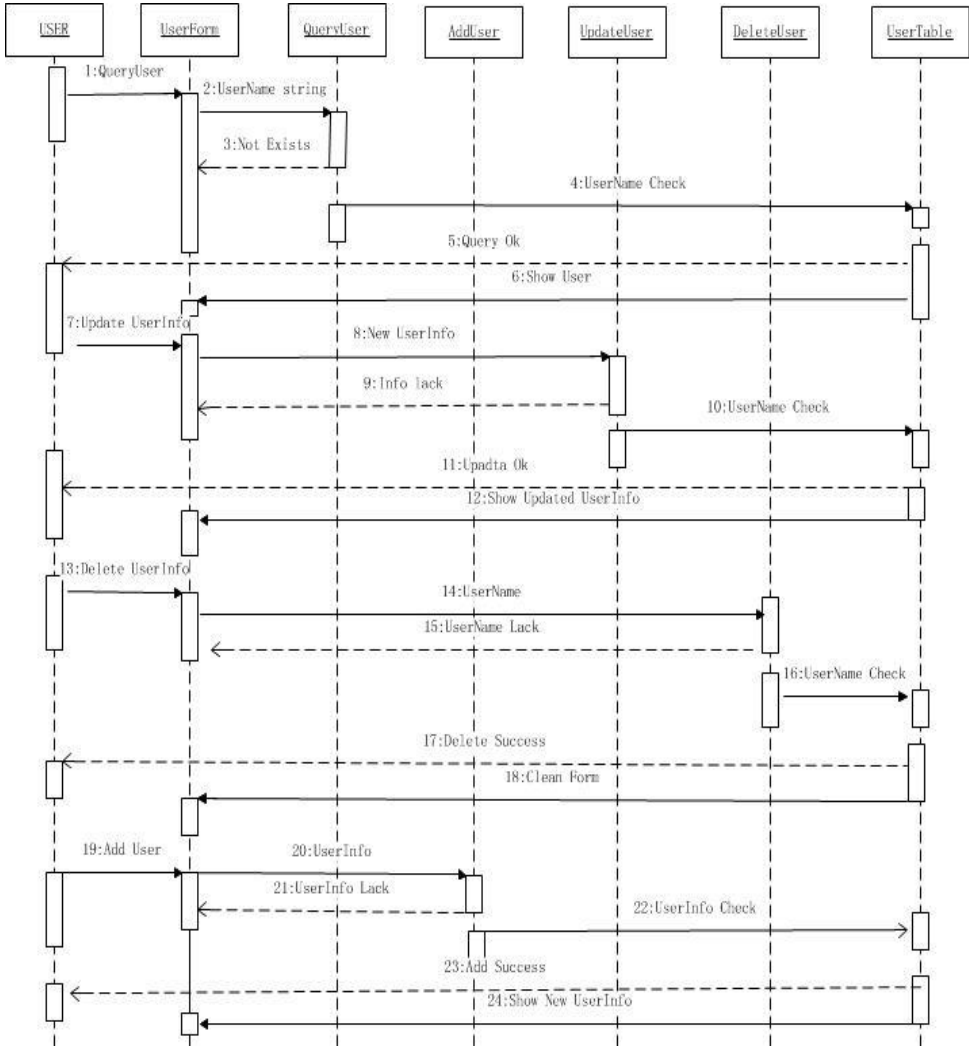 USER
UserForm
QueryUser
AddUser
UpdateUser
DeleteUser
UserTable
1:QueryUser
2:UserName string
3:Not Exists
4:UserName Check
5:Query Ok
6:Show User
7:Update UserInfo
8:New UserInfo
9:Info lack
10:UserName Check
11:Upadta Ok
12:Show Updated UserInfo
13:Delete UserInfo
14:UserName
15:UserName Lack
16:UserName Check
17:Delete Success
18:Clean Form
19:Add User
20:UserInfo
21:UserInfo Lack
22:UserInfo Check
23:Add Success
24:Show New UserInfo